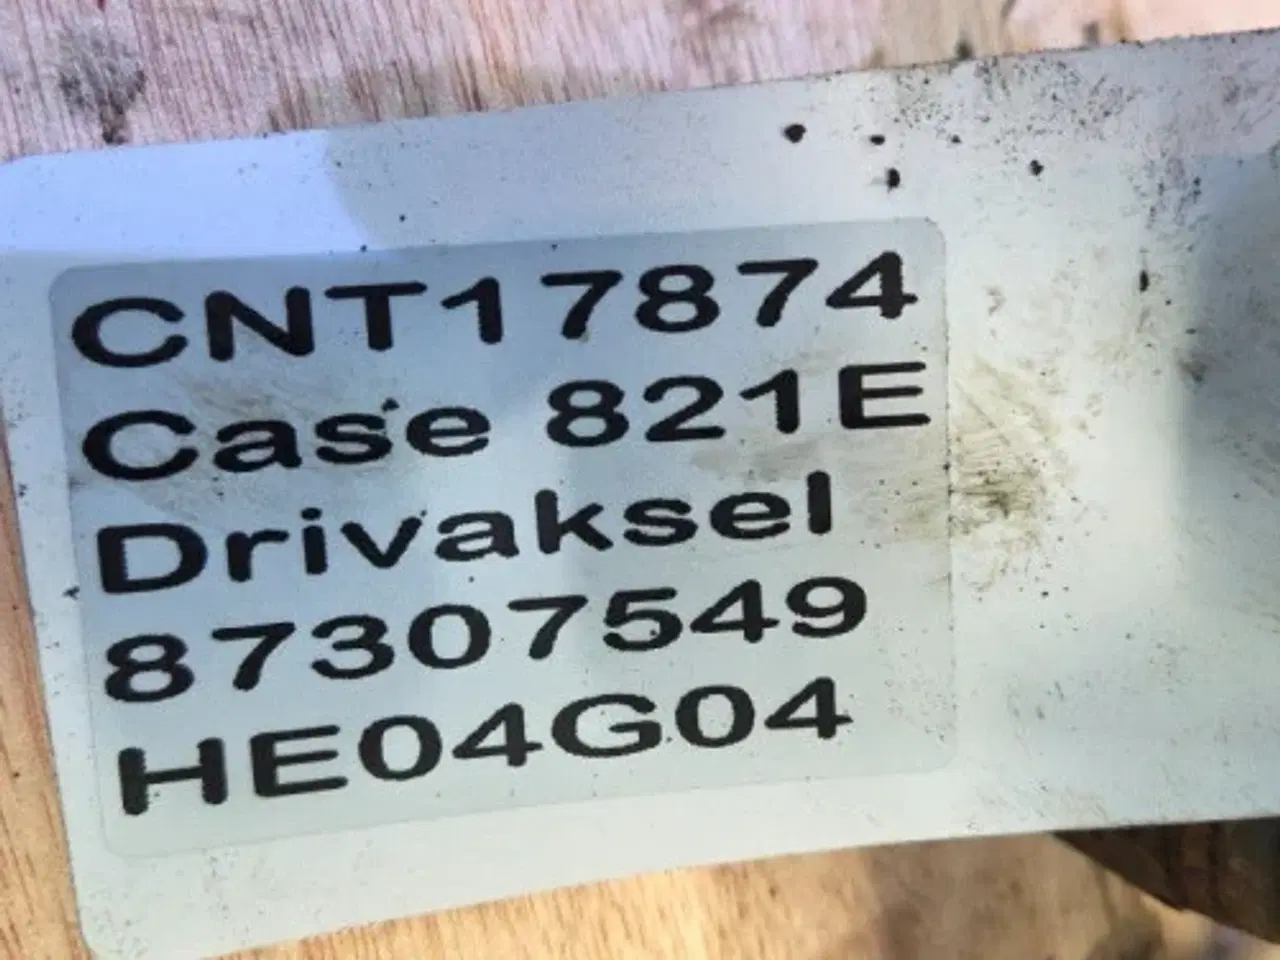 CNT17874
Case 821E
Drivaksel
87307549
HE04G04